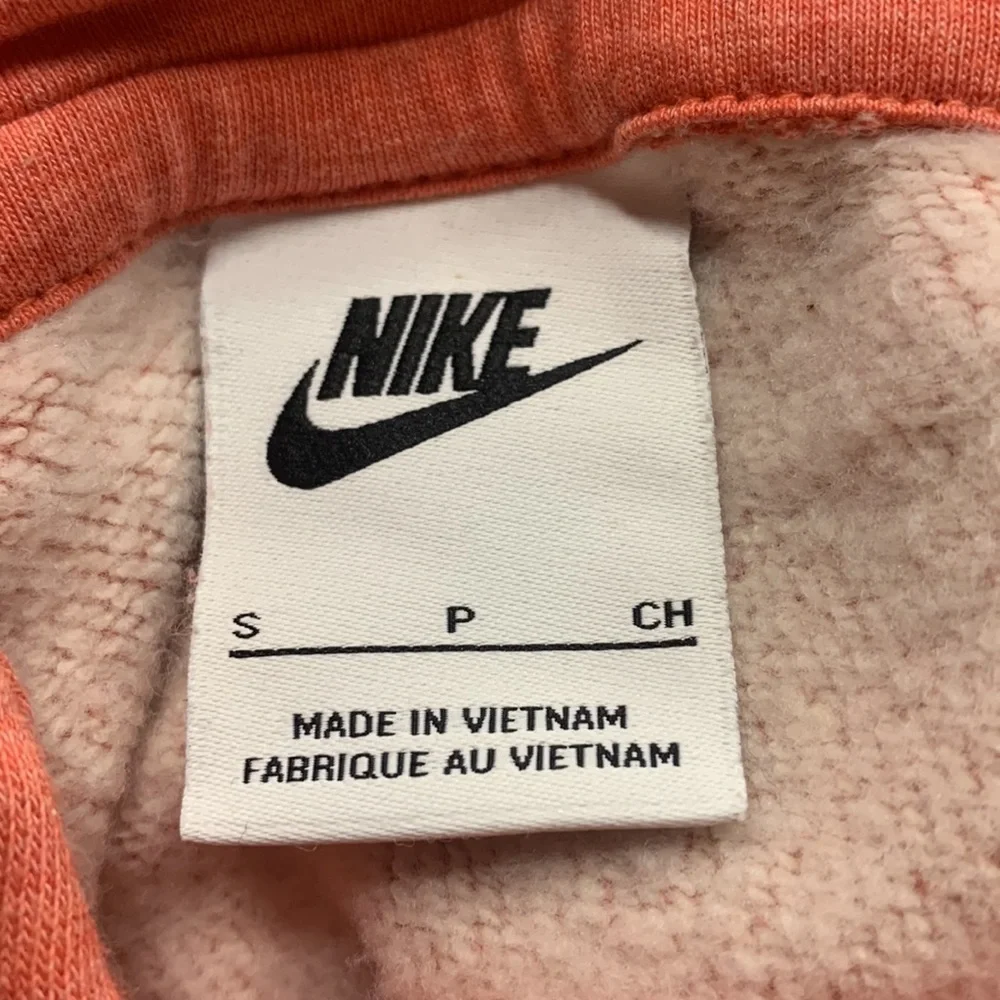 NIKE
S P CH
MADE IN VIETNAM
FABRIQUE AU VIETNAM